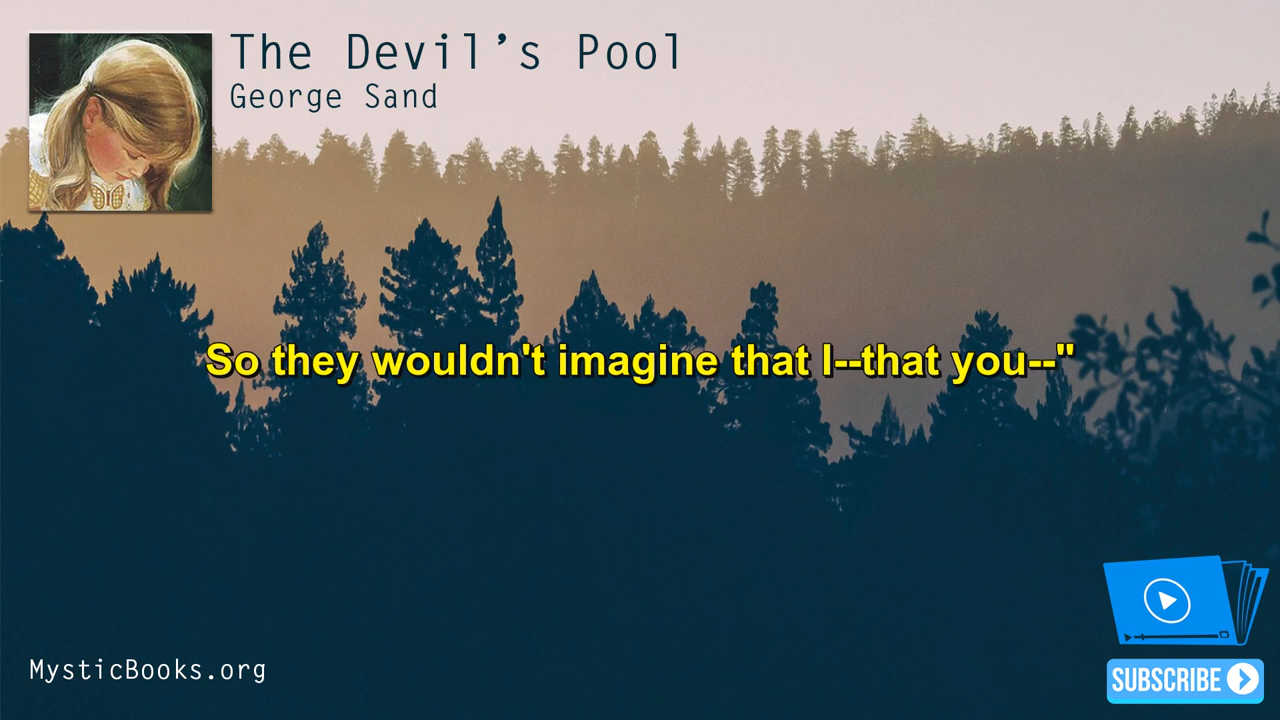 The Devil's Pool
George Sand
So they wouldn't imagine that I--that you--"
MysticBooks.org
SUBSCRIBE